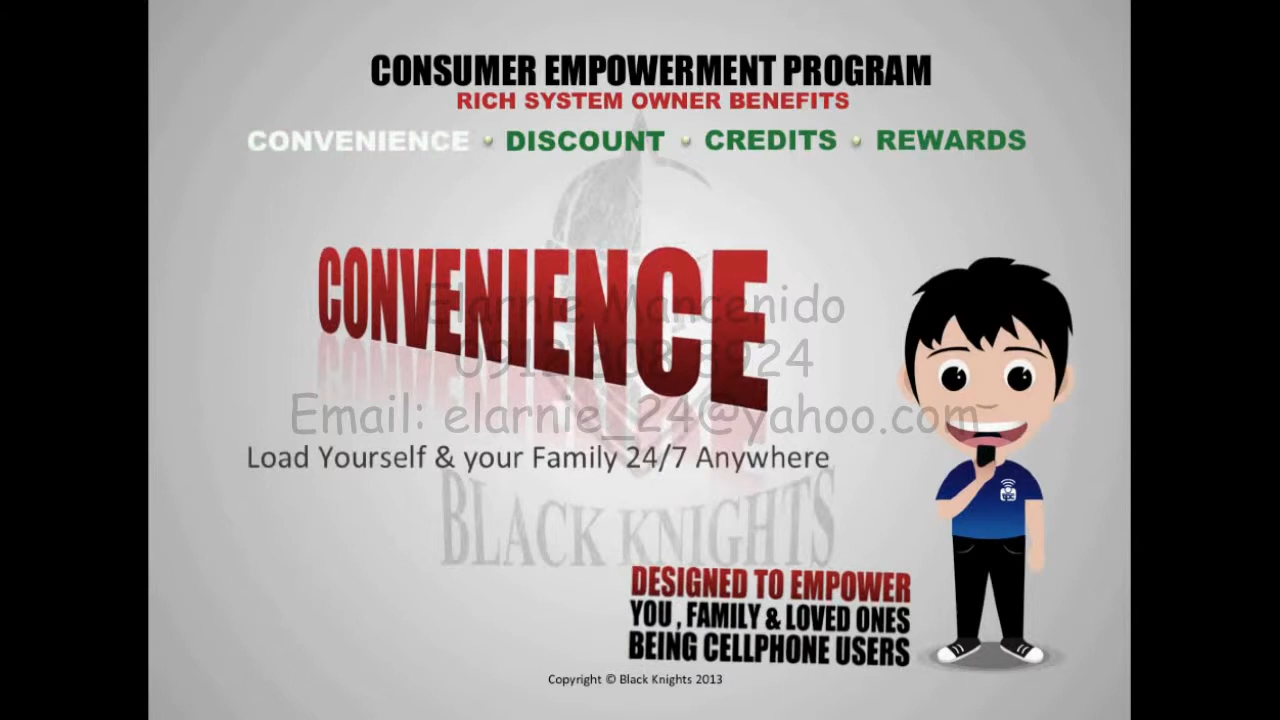 CONSUMER EMPOWERMENT PROGRAM
RICH SYSTEM OWNER BENEFITS
CONVENIENCE • DISCOUNT • CREDITS • REWARDS
CONVENIENCE
Elarnie Mancenido
Email: elarnie_24@yahoo.com
Load Yourself & your Family 24/7 Anywhere
BLACK KNIGHTS
DESIGNED TO EMPOWER
YOU , FAMILY & LOVED ONES
BEING CELLPHONE USERS
Copyright © Black Knights 2013